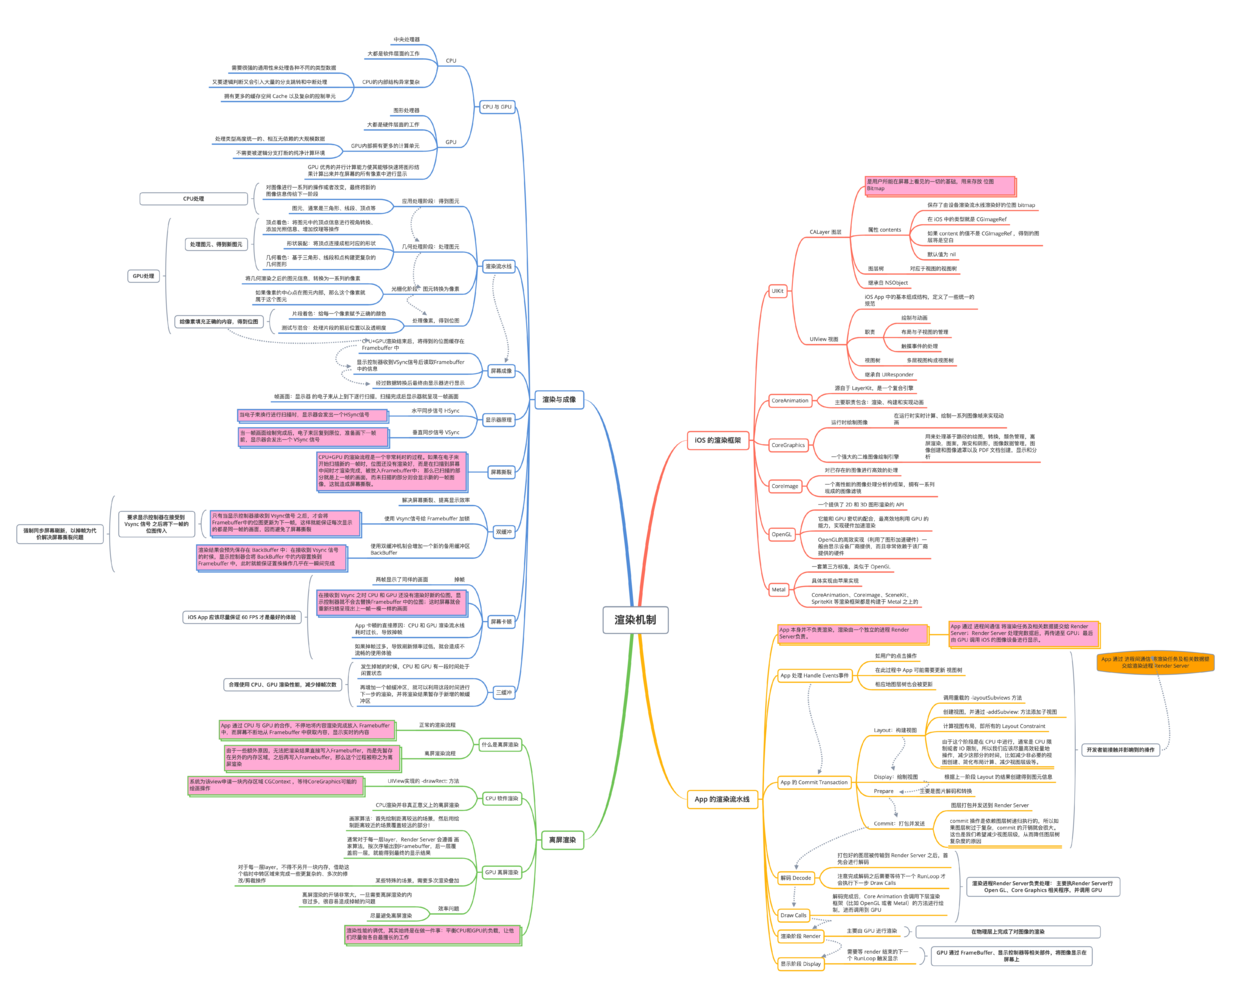 渲染机制
渲染与成像
CPU 与 GPU
CPU
中央处理器
大都是软件层面的工作
CPU的内部结构异常复杂
需要很强的通用性来处理各种不同的类型数据
又要逻辑判断又会引入大量的分支跳转和中断处理
拥有更多的缓存空间 Cache 以及复杂的控制单元
GPU
图形处理器
大都是硬件层面的工作
GPU内部拥有更多的计算单元
处理类型高度统一的、相互无依赖的大规模数据
不需要被逻辑分支打断的纯净计算环境
GPU 优秀的并行计算能力使其能够快速将图形结
果计算出来并在屏幕的所有像素中进行显示
渲染流水线
应用处理阶段：得到图元
对图像进行一系列的操作或者改变，最终将新的
图像信息传给下一阶段
图元，通常是三角形、线段、顶点等
CPU处理
几何处理阶段：处理图元
顶点着色：将图元中的顶点信息进行视角转换、
添加光照信息、增加纹理等操作
形状装配：将顶点连接成相对应的形状
几何着色：基于三角形、线段和点构建更复杂的
几何图形
处理图元，得到新图元
GPU处理
光栅化阶段：图元转换为像素
将几何渲染之后的图元信息，转换为一系列的像素
如果像素的中心点在图元内部，那么这个像素就
属于这个图元
处理像素，得到位图
片段着色：给每一个像素赋予正确的颜色
测试与混合：处理片段的前后位置以及透明度
给像素填充正确的内容，得到位图
屏幕成像
CPU+GPU渲染结束后，将得到的位图缓存在
Framebuffer 中
显示控制器收到VSync信号后读取Framebuffer
中的信息
经过数据转换后最终由显示器进行显示
显示器原理
帧画面：显示器 的电子束从上到下逐行扫描，扫描完成后显示器就呈现一帧画面
水平同步信号 HSync
当电子束换行进行扫描时，显示器会发出一个HSync信号
垂直同步信号 VSync
当一帧画面绘制完成后，电子束回复到原位，准备画下一帧
前，显示器会发出一个 VSync 信号
屏幕撕裂
CPU+GPU 的渲染流程是一个非常耗时的过程。如果在电子束
开始扫描新的一帧时，位图还没有渲染好，而是在扫描到屏幕
中间时才渲染完成，被放入Framebuffer中，那么已扫描的部
分就是上一帧的画面，而未扫描的部分则会显示新的一帧图
像，这就造成屏幕撕裂。
双缓冲
解决屏幕撕裂、提高显示效率
使用 Vsync信号给 Framebuffer 加锁
只有当显示控制器接收到 Vsync信号 之后，才会将
Framebuffer中的位图更新为下一帧，这样就能保证每次显示
的都是同一帧的画面，因而避免了屏幕撕裂
要求显示控制器在接受到
Vsync 信号 之后将下一帧的
位图传入
使用双缓冲机制会增加一个新的备用缓冲区
BackBuffer
渲染结果会预先保存在 BackBuffer 中，在接收到 Vsync 信号
的时候，显示控制器会将 BackBuffer 中的内容置换到
Framebuffer 中，此时就能保证置换操作几乎在一瞬间完成
强制同步屏幕刷新，以掉帧为代
价解决屏幕撕裂问题
屏幕卡顿
掉帧
两帧显示了同样的画面
在接收到 Vsync 之时 CPU 和 GPU 还没有渲染好新的位图，显
示控制器就不会去替换Framebuffer 中的位图；这时屏幕就会
重新扫描呈现出上一帧一模一样的画面
App 卡顿的直接原因：CPU 和 GPU 渲染流水线
耗时过长，导致掉帧
如果掉帧过多，导致刷新频率过低，就会造成不
流畅的使用体验
iOS App 应该尽量保证 60 FPS 才是最好的体验
三缓冲
发生掉帧的时候，CPU 和 GPU 有一段时间处于
闲置状态
再增加一个帧缓冲区，就可以利用这段时间进行
下一步的渲染，并将渲染结果暂存于新增的帧缓
冲区
合理使用 CPU、GPU 渲染性能，减少掉帧次数
离屏渲染
什么是离屏渲染
正常的渲染流程
App 通过 CPU 与 GPU 的合作，不停地将内容渲染完成放入 Framebuffer
中，而屏幕不断地从 Framebuffer 中获取内容，显示实时的内容
离屏渲染流程
由于一些额外原因，无法把渲染结果直接写入Framebuffer，而是先暂存
在另外的内存区域，之后再写入Framebuffer，那么这个过程被称之为离
屏渲染
CPU 软件渲染
UIView实现的 -drawRect: 方法
系统为该view申请一块内存区域 CGContext，等待CoreGraphics可能的
绘画操作
CPU渲染并非真正意义上的离屏渲染
GPU 离屏渲染
画家算法：首先绘制距离较远的场景，然后用绘
制距离较近的场景覆盖较远的部分！
通常对于每一层layer，Render Server 会遵循 画
家算法，按次序输出到Framebuffer，后一层覆
盖前一层，就能得到最终的显示结果
某些特殊的场景，需要多次渲染叠加
对于每一层layer，不得不另开一块内存，借助这
个临时中转区域来完成一些更复杂的、多次的修
改/剪裁操作
效率问题
离屏渲染的开销非常大，一旦需要离屏渲染的内
容过多，很容易造成掉帧的问题
尽量避免离屏渲染
渲染性能的调优，其实始终是在做一件事：平衡CPU和GPU的负载，让他
们尽量做各自最擅长的工作
iOS 的渲染框架
UIKit
CALayer 图层
是用户所能在屏幕上看见的一切的基础，用来存放 位图
Bitmap
属性 contents
保存了由设备渲染流水线渲染好的位图 bitmap
在 iOS 中的类型就是 CGImageRef
如果 content 的值不是 CGImageRef，得到的图
层将是空白
默认值为 nil
图层树
对应于视图的视图树
继承自 NSObject
UIView 视图
iOS App 中的基本组成结构，定义了一些统一的
规范
职责
绘制与动画
布局与子视图的管理
触摸事件的处理
视图树
多层视图构成视图树
继承自 UIResponder
CoreAnimation
源自于 LayerKit，是一个复合引擎
主要职责包含：渲染、构建和实现动画
CoreGraphics
运行时绘制图像
在运行时实时计算，绘制一系列图像帧来实现动
画
一个强大的二维图像绘制引擎
用来处理基于路径的绘图，转换，颜色管理，离
屏渲染，图案，渐变和阴影，图像数据管理，图
像创建和图像遮罩以及 PDF 文档创建，显示和分
析
CoreImage
对已存在的图像进行高效的处理
一个高性能的图像处理分析的框架，拥有一系列
现成的图像滤镜
OpenGL
一个提供了 2D 和 3D 图形渲染的 API
它能和 GPU 密切的配合，最高效地利用 GPU 的
能力，实现硬件加速渲染
OpenGL的高效实现（利用了图形加速硬件）一
般由显示设备厂商提供，而且非常依赖于该厂商
提供的硬件
Metal
一套第三方标准，类似于 OpenGL
具体实现由苹果实现
CoreAnimation、CoreImage、SceneKit、
SpriteKit 等渲染框架都是构建于 Metal 之上的
App 的渲染流水线
App 本身并不负责渲染，渲染由一个独立的进程 Render
Server负责。
App 通过 进程间通信 将渲染任务及相关数据提交给 Render
Server；Render Server 处理完数据后，再传递至 GPU；最后
由 GPU 调用 iOS 的图像设备进行显示。
App 通过 进程间通信 将渲染任务及相关数据提
交给渲染进程 Render Server
App 处理 Handle Events事件
如用户的点击操作
在此过程中 App 可能需要更新 视图树
相应地图层树也会被更新
App 的 Commit Transaction
Layout：构建视图
调用重载的 -layoutSubviews 方法
创建视图，并通过 -addSubview: 方法添加子视图
计算视图布局，即所有的 Layout Constraint
由于这个阶段是在 CPU 中进行，通常是 CPU 限
制或者 IO 限制，所以我们应该尽量高效轻量地
操作，减少这部分的时间，比如减少非必要的视
图创建、简化布局计算、减少视图层级等。
Display：绘制视图
根据上一阶段 Layout 的结果创建得到图元信息
Prepare
主要是图片解码和转换
Commit：打包并发送
图层打包并发送到 Render Server
commit 操作是依赖图层树递归执行的，所以如
果图层树过于复杂，commit 的开销就会很大。
这也是我们希望减少视图层级，从而降低图层树
复杂度的原因
开发者能接触并影响到的操作
解码 Decode
打包好的图层被传输到 Render Server 之后，首
先会进行解码
注意完成解码之后需要等待下一个 RunLoop 才
会执行下一步 Draw Calls
Draw Calls
解码完成后，Core Animation 会调用下层渲染
框架（比如 OpenGL 或者 Metal）的方法进行绘
制，进而调用到 GPU
渲染进程Render Server负责处理： 主要执Render Server行
Open GL、Core Graphics 相关程序，并调用 GPU
渲染阶段 Render
主要由 GPU 进行渲染
在物理层上完成了对图像的渲染
显示阶段 Display
需要等 render 结束的下一
个 RunLoop 触发显示
GPU 通过 FrameBuffer、显示控制器等相关部件，将图像显示在
屏幕上